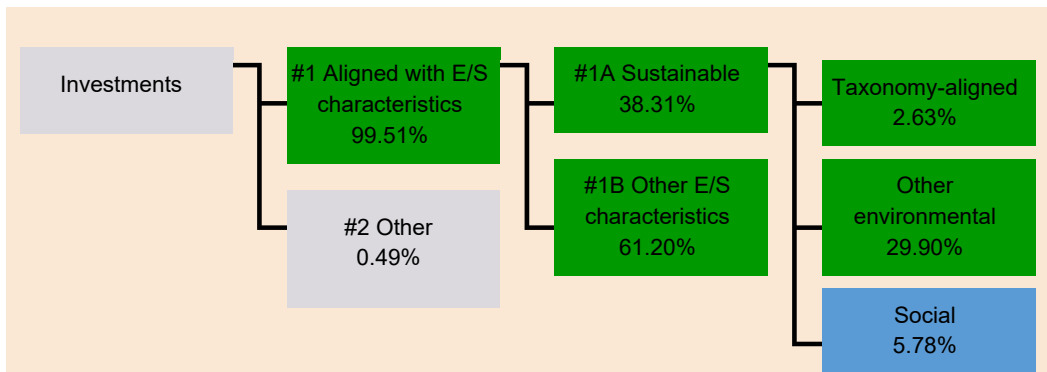 Investments
#1 Aligned with E/S
characteristics
99.51%
#2 Other
0.49%
#1A Sustainable
38.31%
#1B Other E/S
characteristics
61.20%
Taxonomy-aligned
2.63%
Other
environmental
29.90%
Social
5.78%